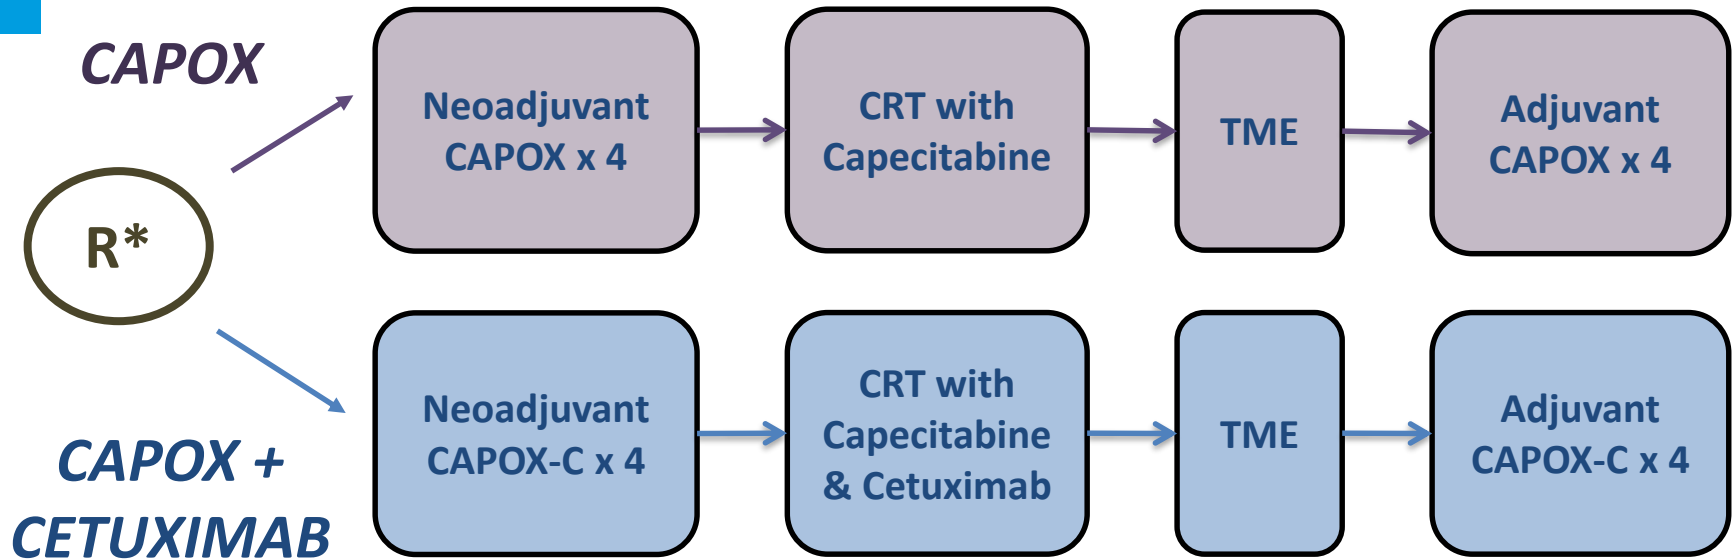 CAPOX
Neoadjuvant
CAPOX x 4
CRT with
Capecitabine
TME
Adjuvant
CAPOX x 4
R*
CAPOX +
CETUXIMAB
Neoadjuvant
CAPOX-C x 4
CRT with
Capecitabine
& Cetuximab
TME
Adjuvant
CAPOX-C x 4